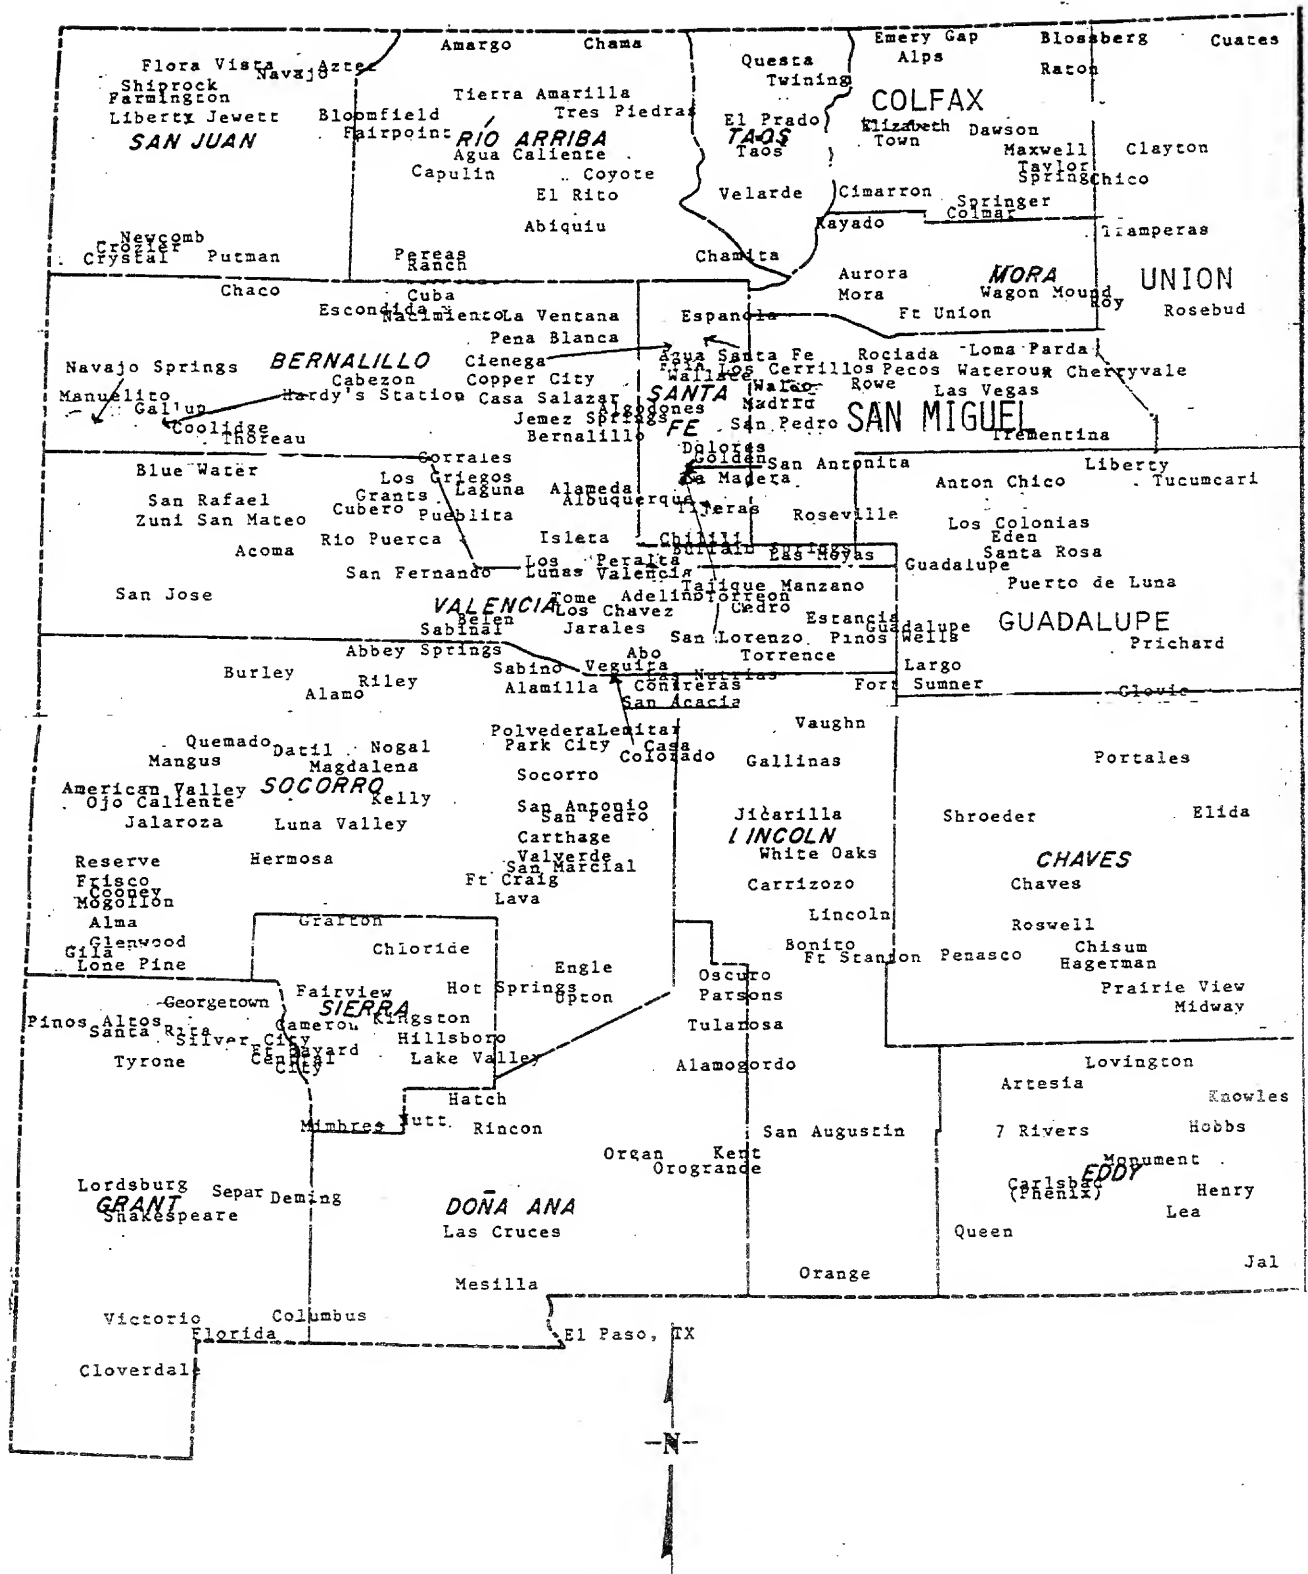 Amargo
Chama
Emery Gap
Blossberg
Cuates
Alps
Flora Vista
Navajo
Aztec
Questa
Raton
Twining
Shiprock
Farmington
Tierra Amarilla
COLFAX
Liberty Jewett
Bloomfield
Tres Piedras
El Prado
Elizabeth
Town
Dawson
Fairpoint
SAN JUAN
RÍO ARRIBA
TAOS
Taos
Maxwell
Clayton
Agua Caliente
Taylor
Spring
Chico
Capulin
Coyote
El Rito
Velarde
Cimarron
Springer
Colmar
Abiquiu
Kayado
Tramperas
Newcomb
Crozier
Crystal
Putman
Pereas
Ranch
Chamita
Aurora
MORA
UNION
Chaco
Cuba
Mora
Wagon Mound
Roy
Rosebud
Escondida
Nacimiento
La Ventana
Espanola
Ft Union
Pena Blanca
BERNALILLO
Cienega
Agua
Fria
Santa Fe
Rociada
Loma Parda
Navajo Springs
Los Cerrillos
Pecos
Waterous
Cherryvale
Cabezon
Copper City
Wallace
Waldo
Rowe
Las Vegas
Manuelito
Hardy's Station
Casa Salazar
SANTA
FE
Madrid
SAN MIGUEL
Gallup
Algodones
Coolidge
Jemez Springs
San Pedro
Thoreau
Bernalillo
Trementina
Dolores
Golden
Corrales
San Antonita
Liberty
Blue Water
Los Griegos
La Madera
Anton Chico
Tucumcari
Grants
Laguna
Alameda
San Rafael
Albuquerque
Tijeras
Cubero
Pueblita
Roseville
Zuni San Mateo
Los Colonias
Eden
Rio Puerca
Isleta
Chilili
Acoma
Buffalo Springs
Las Moyas
Santa Rosa
Los
Lunas
Peralta
Valencia
Guadalupe
San Fernando
Puerto de Luna
San Jose
Tajique
Manzano
VALENCIA
Tome
Adelino
Torreon
Los Chavez
Cedro
GUADALUPE
Belen
Sabinal
Jarales
Estancia
Guadalupe
San Lorenzo
Pinos Wells
Prichard
Abbey Springs
Abo
Torrence
Sabino
Veguita
Largo
Burley
Riley
Las Nutrias
Alamo
Alamilla
Contreras
Fort Sumner
Clovis
San Acacia
Polvedera
Lemitar
Vaughn
Quemado
Datil
Nogal
Park City
Casa
Colorado
Portales
Mangus
Magdalena
Gallinas
Socorro
American Valley
SOCORRO
Ojo Caliente
Kelly
San Antonio
San Pedro
Jicarilla
Shroeder
Elida
Jalaroza
Luna Valley
Carthage
LINCOLN
White Oaks
Reserve
Hermosa
Valverde
San Marcial
CHAVES
Frisco
Cooney
Mogollon
Ft Craig
Carrizozo
Chaves
Lava
Alma
Grafton
Lincoln
Roswell
Glenwood
Gila
Chloride
Bonito
Ft Stanton
Penasco
Chisum
Hagerman
Lone Pine
Engle
Oscuro
Fairview
Hot Springs
Upton
Parsons
Prairie View
Georgetown
SIERRA
Midway
Pinos Altos
Santa Rita
Cameron
Kingston
Tularosa
Silver City
Hillsboro
Tyrone
Ft Bayard
Central
City
Lake Valley
Alamogordo
Lovington
Artesia
Hatch
Knowles
Mimbres
Nutt
Rincon
San Augustin
7 Rivers
Hobbs
Organ
Kent
Orogrande
Monument
Lordsburg
Separ
Deming
Carlsbad
(Phenix)
EDDY
Henry
GRANT
Shakespeare
DOÑA ANA
Lea
Las Cruces
Queen
Jal
Mesilla
Orange
Victorio
Columbus
Florida
El Paso, TX
Cloverdale
N